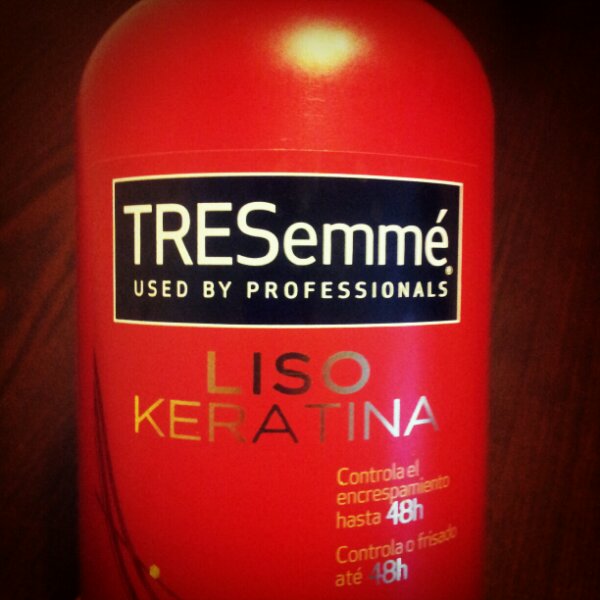 TRESemmé®
USED BY PROFESSIONALS
LISO
KERATINA
Controla el
encrespamiento
hasta 48h
Controla o frisado
até 48h